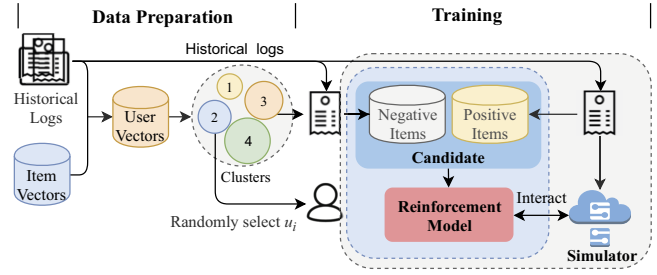 Data Preparation
Training
Historical logs
Historical
Logs
User
Vectors
Item
Vectors
1
2
3
4
Clusters
Randomly select u_i
Negative
Items
Positive
Items
Candidate
Reinforcement
Model
Interact
Simulator